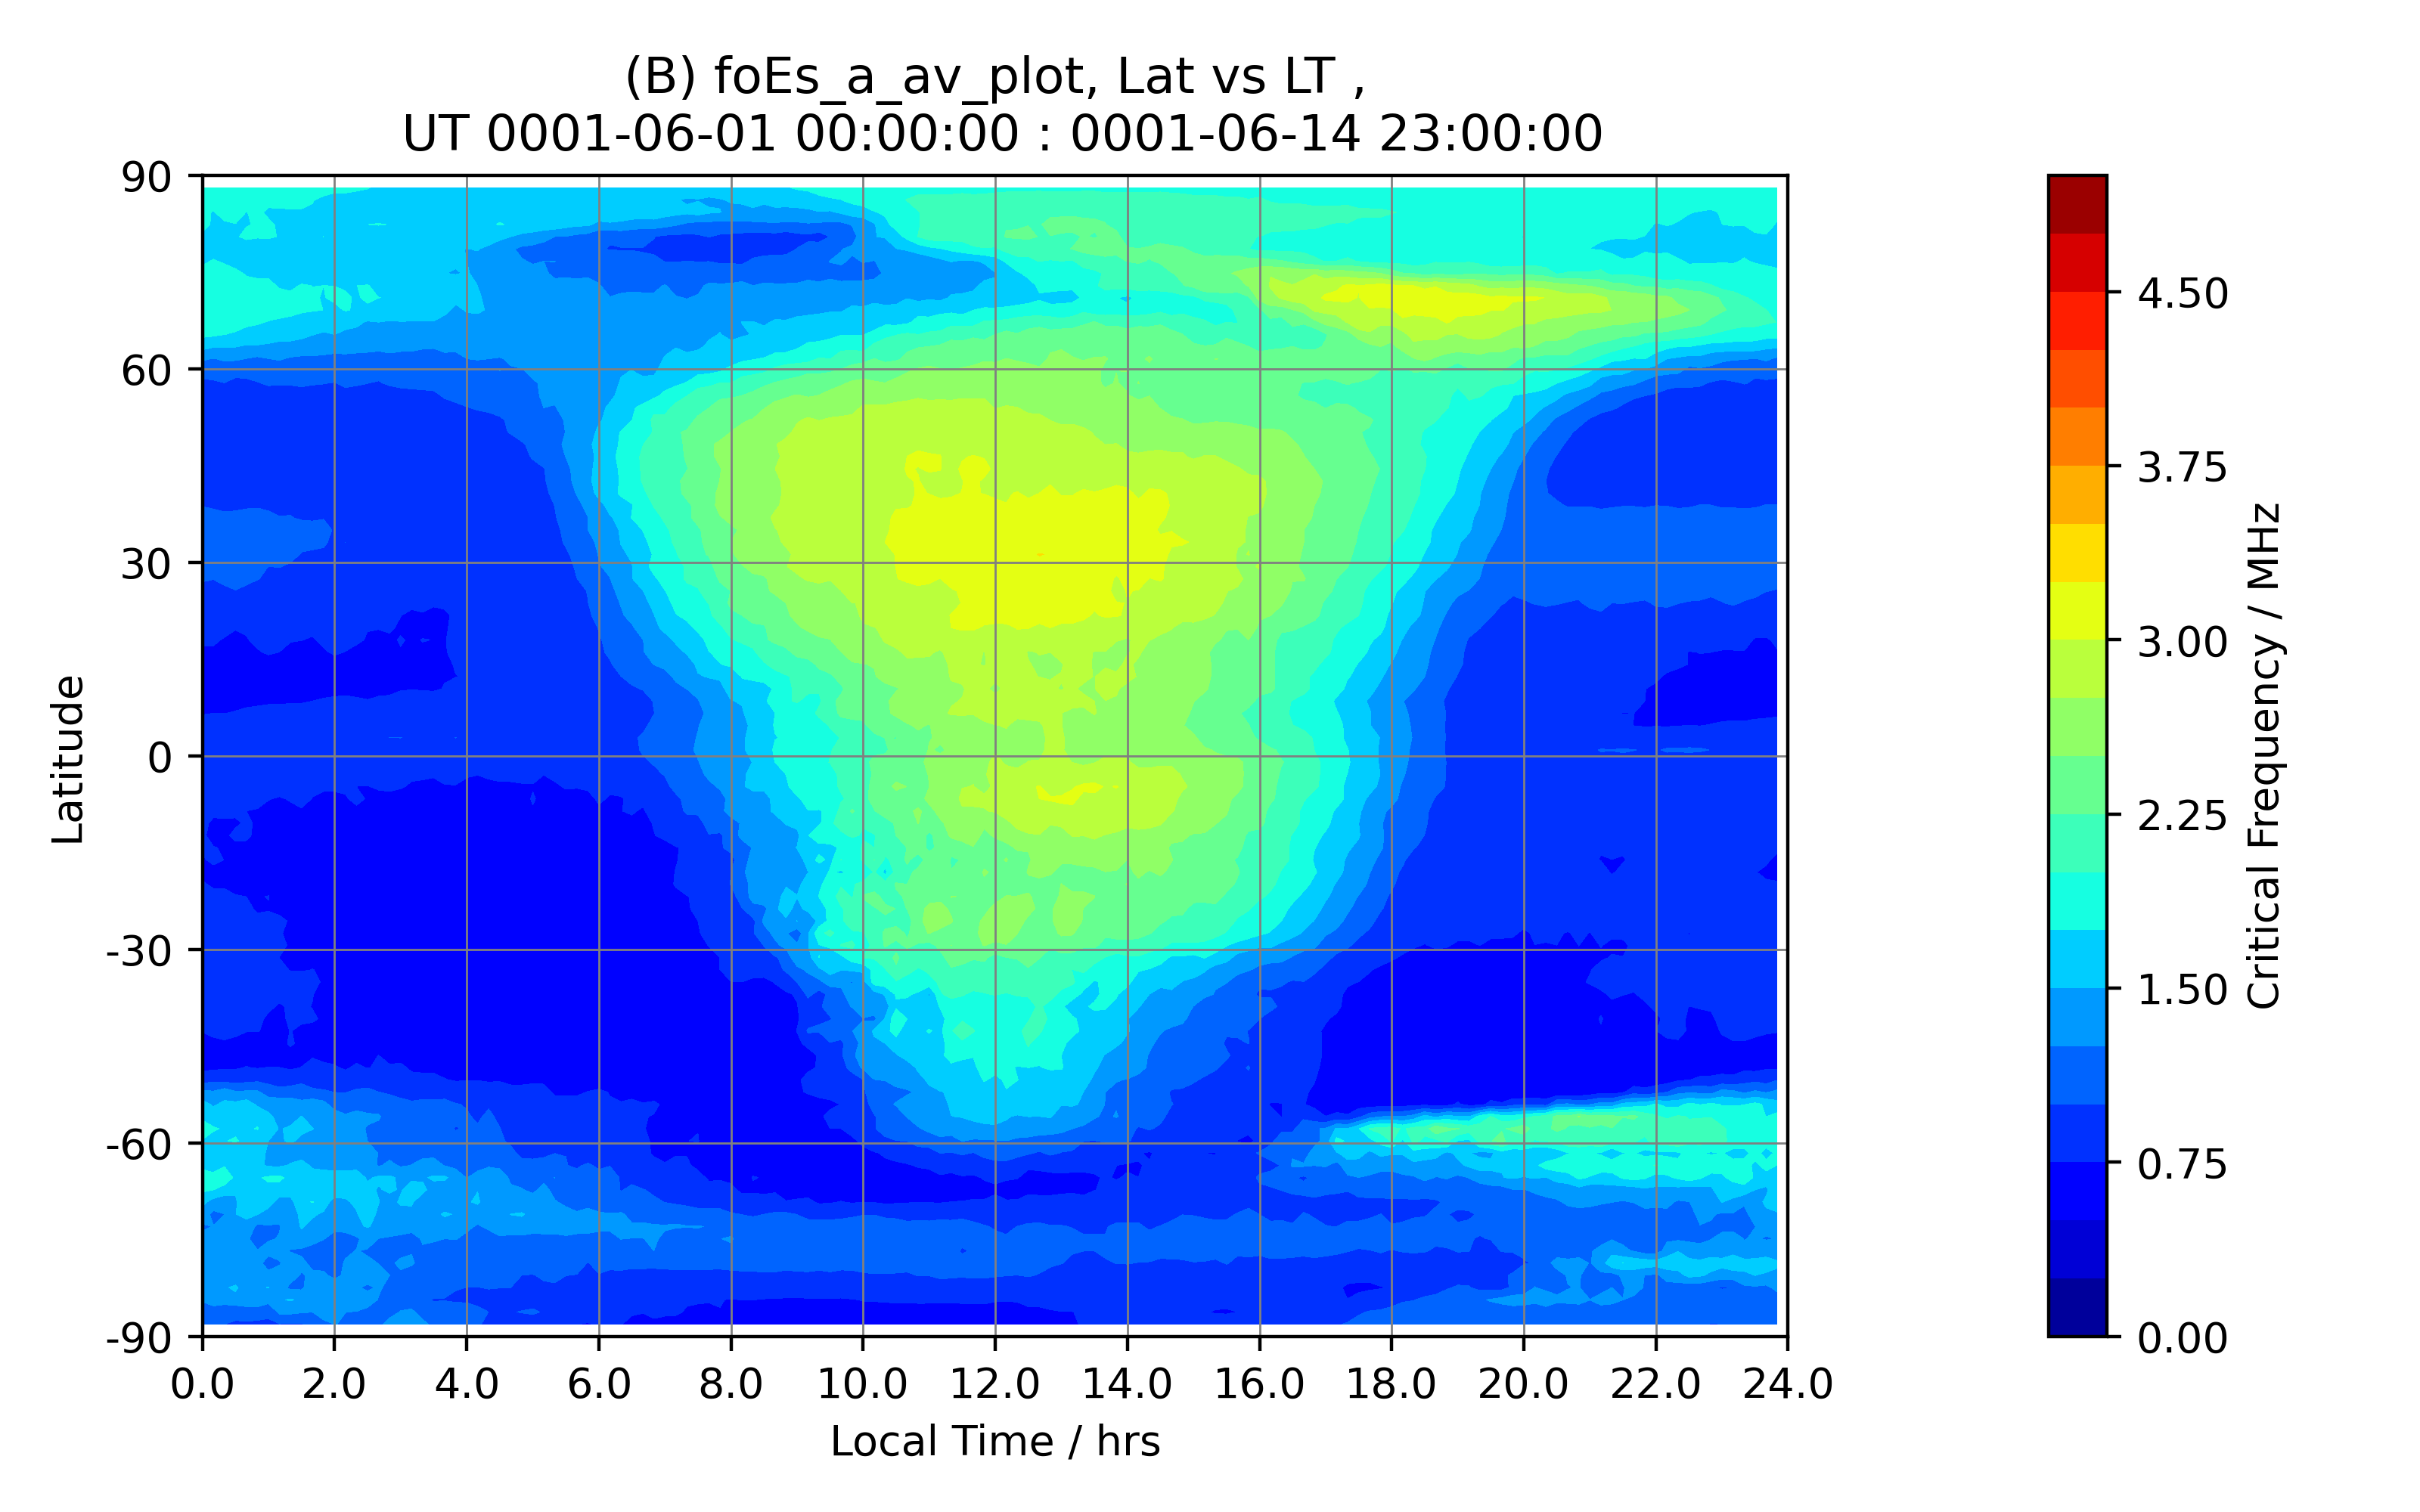 (B) foEs_a_av_plot, Lat vs LT ,
UT 0001-06-01 00:00:00 : 0001-06-14 23:00:00
90
60
30
0
-30
-60
-90
Latitude
0.0 2.0 4.0 6.0 8.0 10.0 12.0 14.0 16.0 18.0 20.0 22.0 24.0
Local Time / hrs
4.50
3.75
3.00
2.25
1.50
0.75
0.00
Critical Frequency / MHz